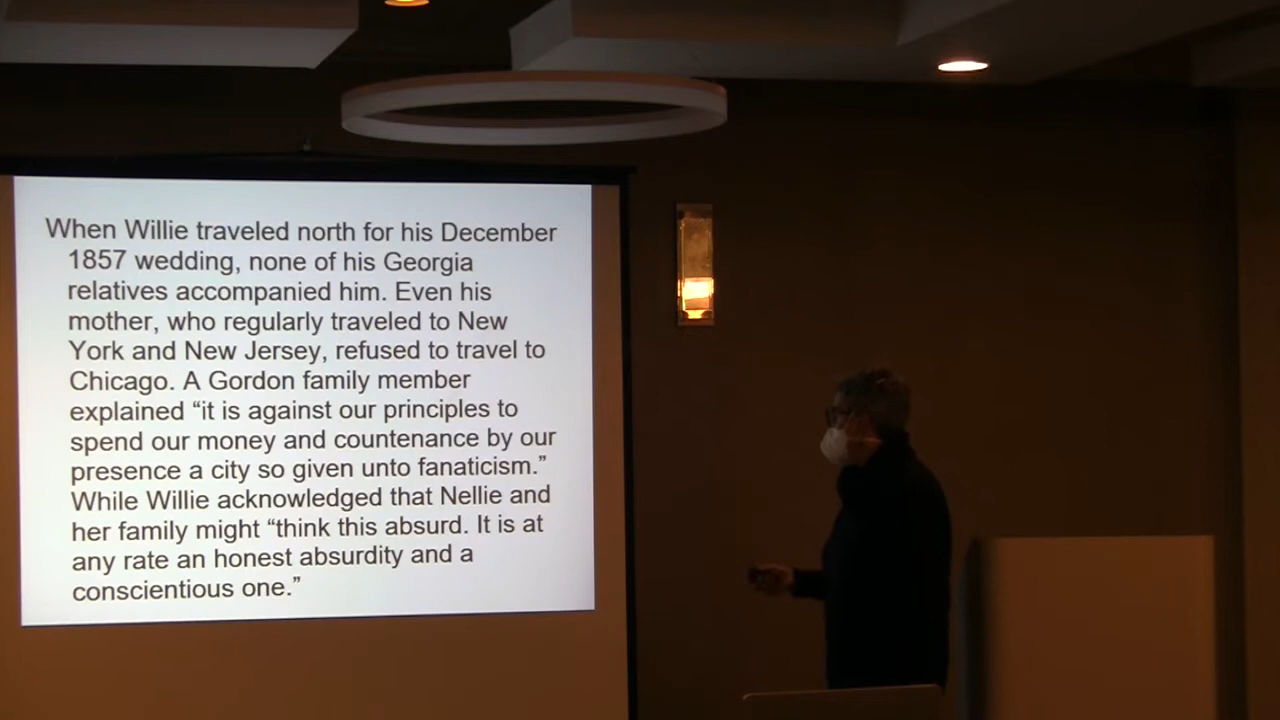 When Willie traveled north for his December
1857 wedding, none of his Georgia
relatives accompanied him. Even his
mother, who regularly traveled to New
York and New Jersey, refused to travel to
Chicago. A Gordon family member
explained “it is against our principles to
spend our money and countenance by our
presence a city so given unto fanaticism.”
While Willie acknowledged that Nellie and
her family might “think this absurd. It is at
any rate an honest absurdity and a
conscientious one.”